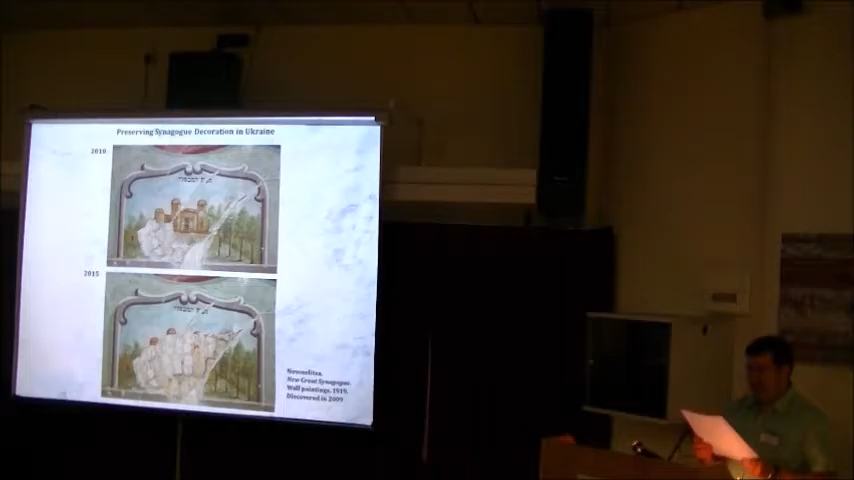 Preserving Synagogue Decoration in Ukraine
2010
2015
Novoselitsa,
New Great Synagogue.
Wall paintings, 1919.
Discovered in 2009